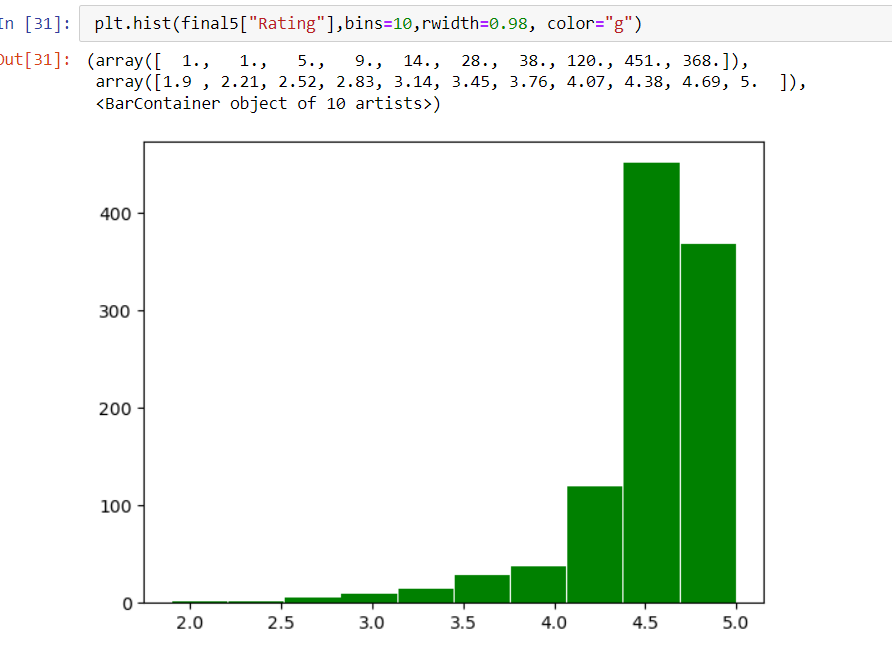 In [31]: plt.hist(final5["Rating"],bins=10,rwidth=0.98, color="g")
Out[31]: (array([  1.,   1.,   5.,   9.,  14.,  28.,  38., 120., 451., 368.]),
array([1.9 , 2.21, 2.52, 2.83, 3.14, 3.45, 3.76, 4.07, 4.38, 4.69, 5.  ]),
<BarContainer object of 10 artists>)
400
300
200
100
0
2.0 2.5 3.0 3.5 4.0 4.5 5.0